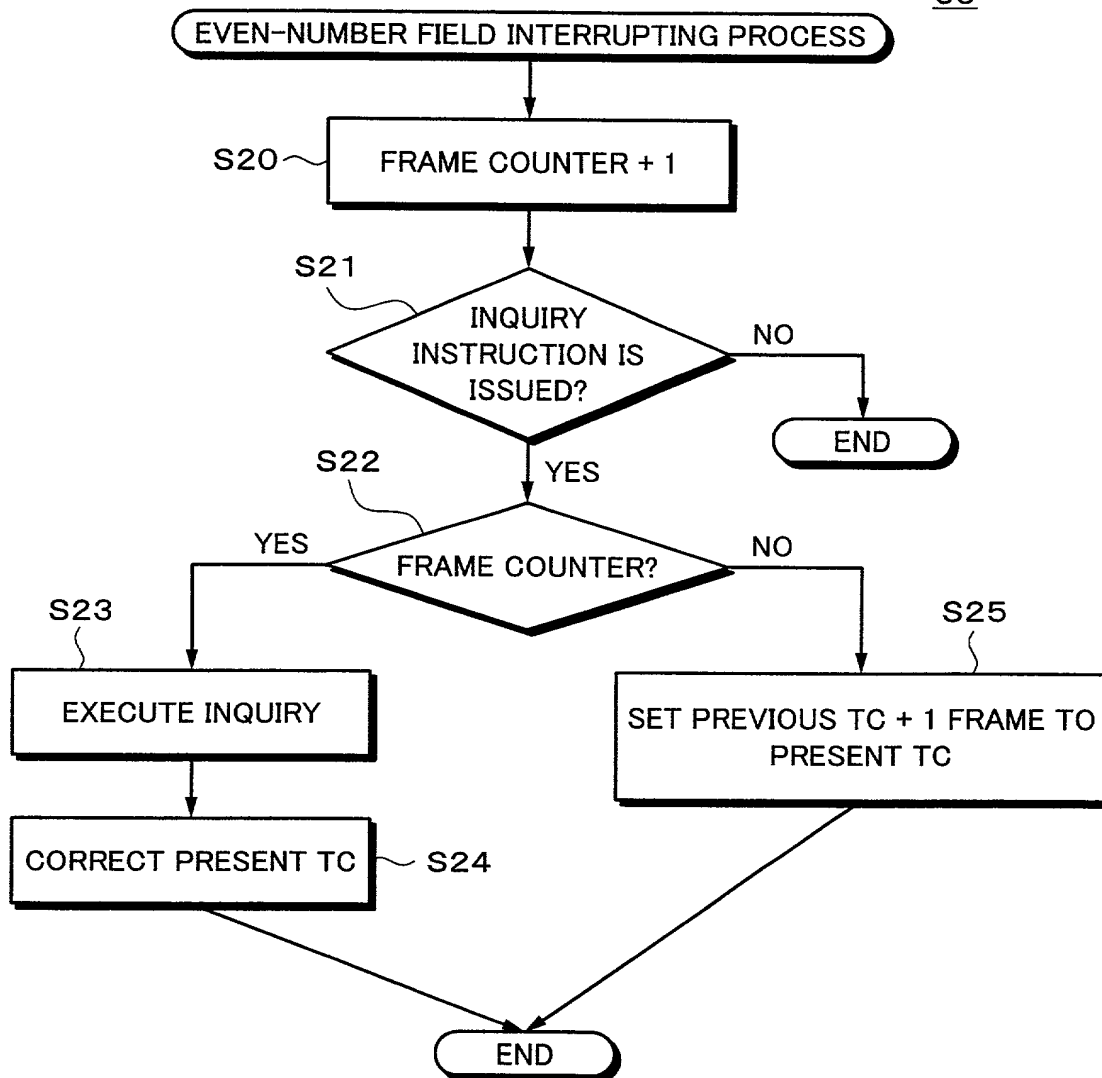 EVEN-NUMBER FIELD INTERRUPTING PROCESS
S20
FRAME COUNTER + 1
S21
INQUIRY
INSTRUCTION IS
ISSUED?
NO
END
S22
YES
YES
FRAME COUNTER?
NO
S23
S25
EXECUTE INQUIRY
SET PREVIOUS TC + 1 FRAME TO
PRESENT TC
CORRECT PRESENT TC
S24
END